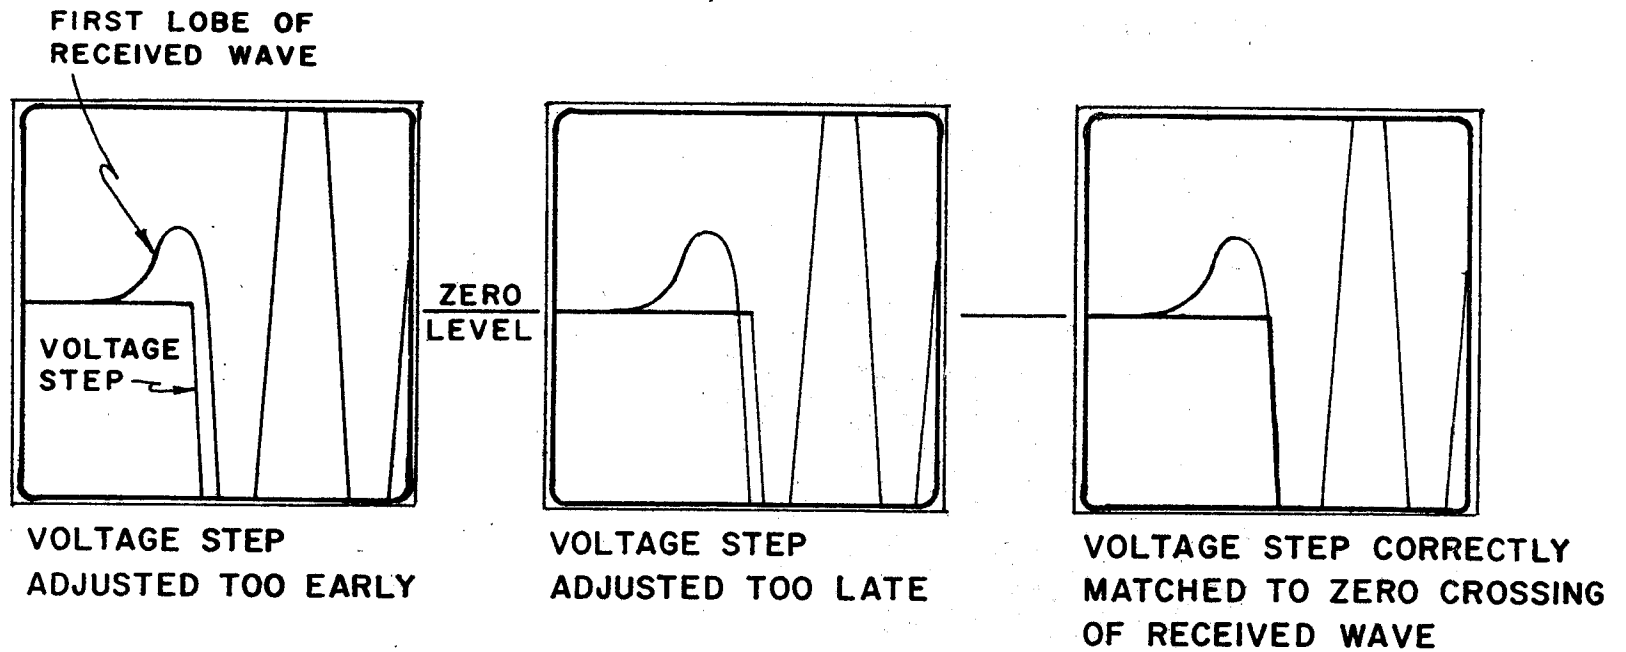 FIRST LOBE OF
RECEIVED WAVE
VOLTAGE
STEP
ZERO
LEVEL
VOLTAGE STEP
ADJUSTED TOO EARLY
VOLTAGE STEP
ADJUSTED TOO LATE
VOLTAGE STEP CORRECTLY
MATCHED TO ZERO CROSSING
OF RECEIVED WAVE